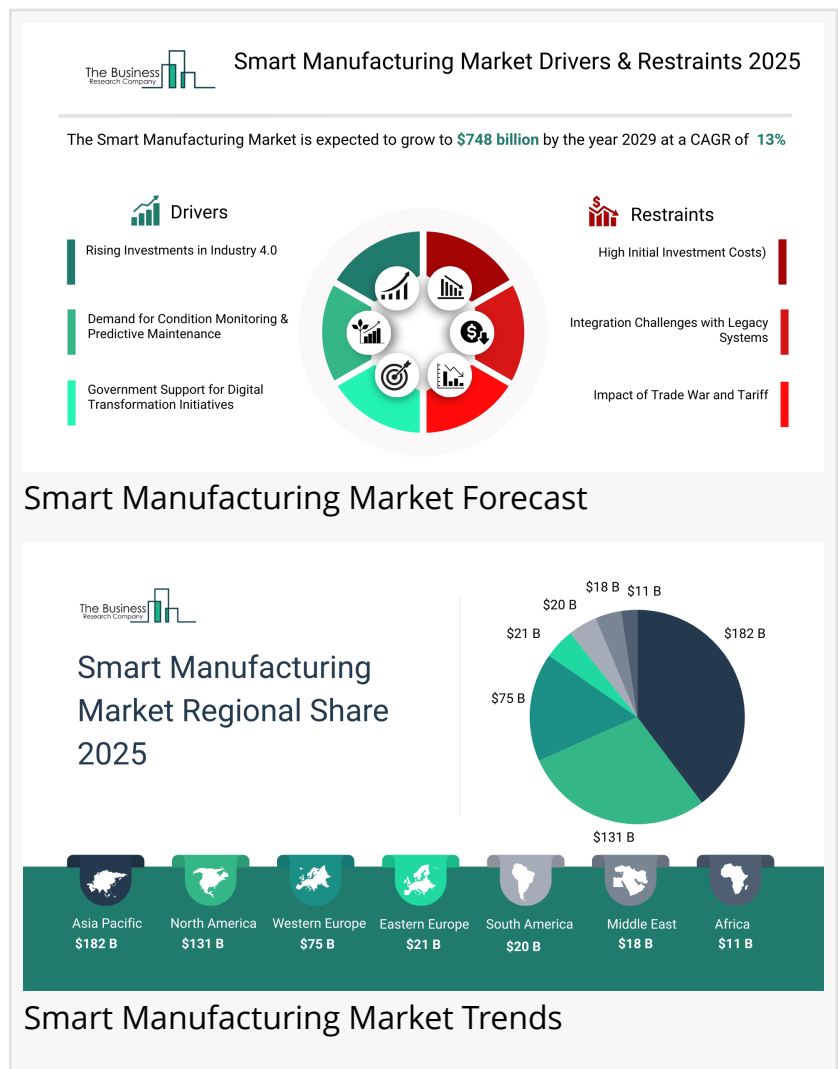 The Business
Research Company
Smart Manufacturing Market Drivers & Restraints 2025
The Smart Manufacturing Market is expected to grow to $748 billion by the year 2029 at a CAGR of 13%
Drivers
Rising Investments in Industry 4.0
Demand for Condition Monitoring &
Predictive Maintenance
Government Support for Digital
Transformation Initiatives
$
$
Restraints
High Initial Investment Costs)
Integration Challenges with Legacy
Systems
Impact of Trade War and Tariff
Smart Manufacturing Market Forecast
The Business
Research Company
Smart Manufacturing
Market Regional Share
2025
$18 B
$11 B
$20 B
$21 B
$182 B
$75 B
$131 B
Asia Pacific
$182 B
North America
$131 B
Western Europe
$75 B
Eastern Europe
$21 B
South America
$20 B
Middle East
$18 B
Africa
$11 B
Smart Manufacturing Market Trends